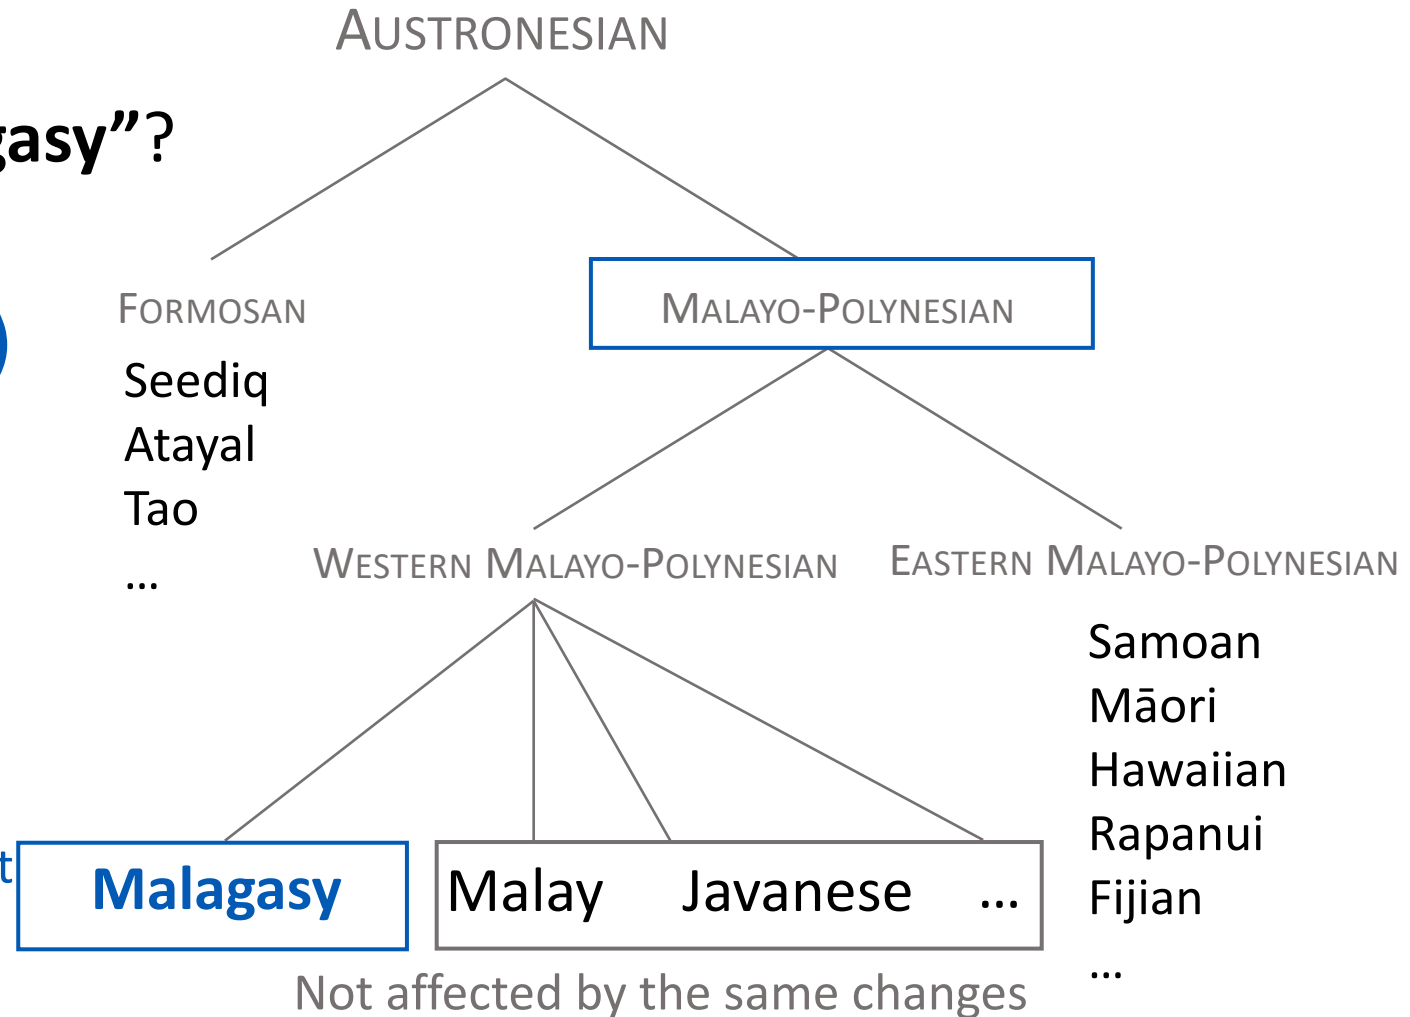 AUSTRONESIAN
gasy”?
FORMOSAN
MALAYO-POLYNESIAN
Seediq
Atayal
Tao
...
WESTERN MALAYO-POLYNESIAN
EASTERN MALAYO-POLYNESIAN
Samoan
Māori
Hawaiian
Rapanui
Fijian
...
t
Malagasy
Malay Javanese ...
Not affected by the same changes